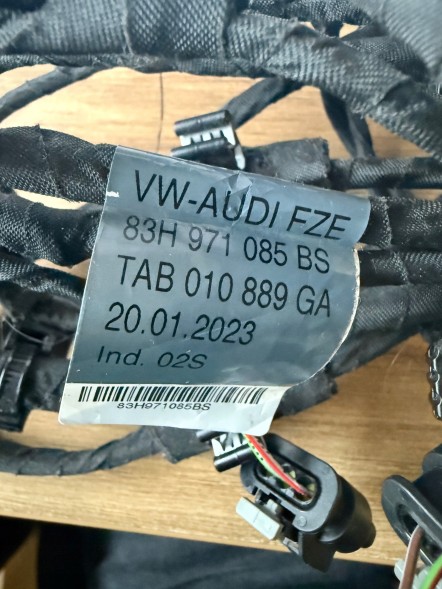 VW-AUDI FZE
83H 971 085 BS
TAB 010 889 GA
20.01.2023
Ind. 02S
83H971085BS